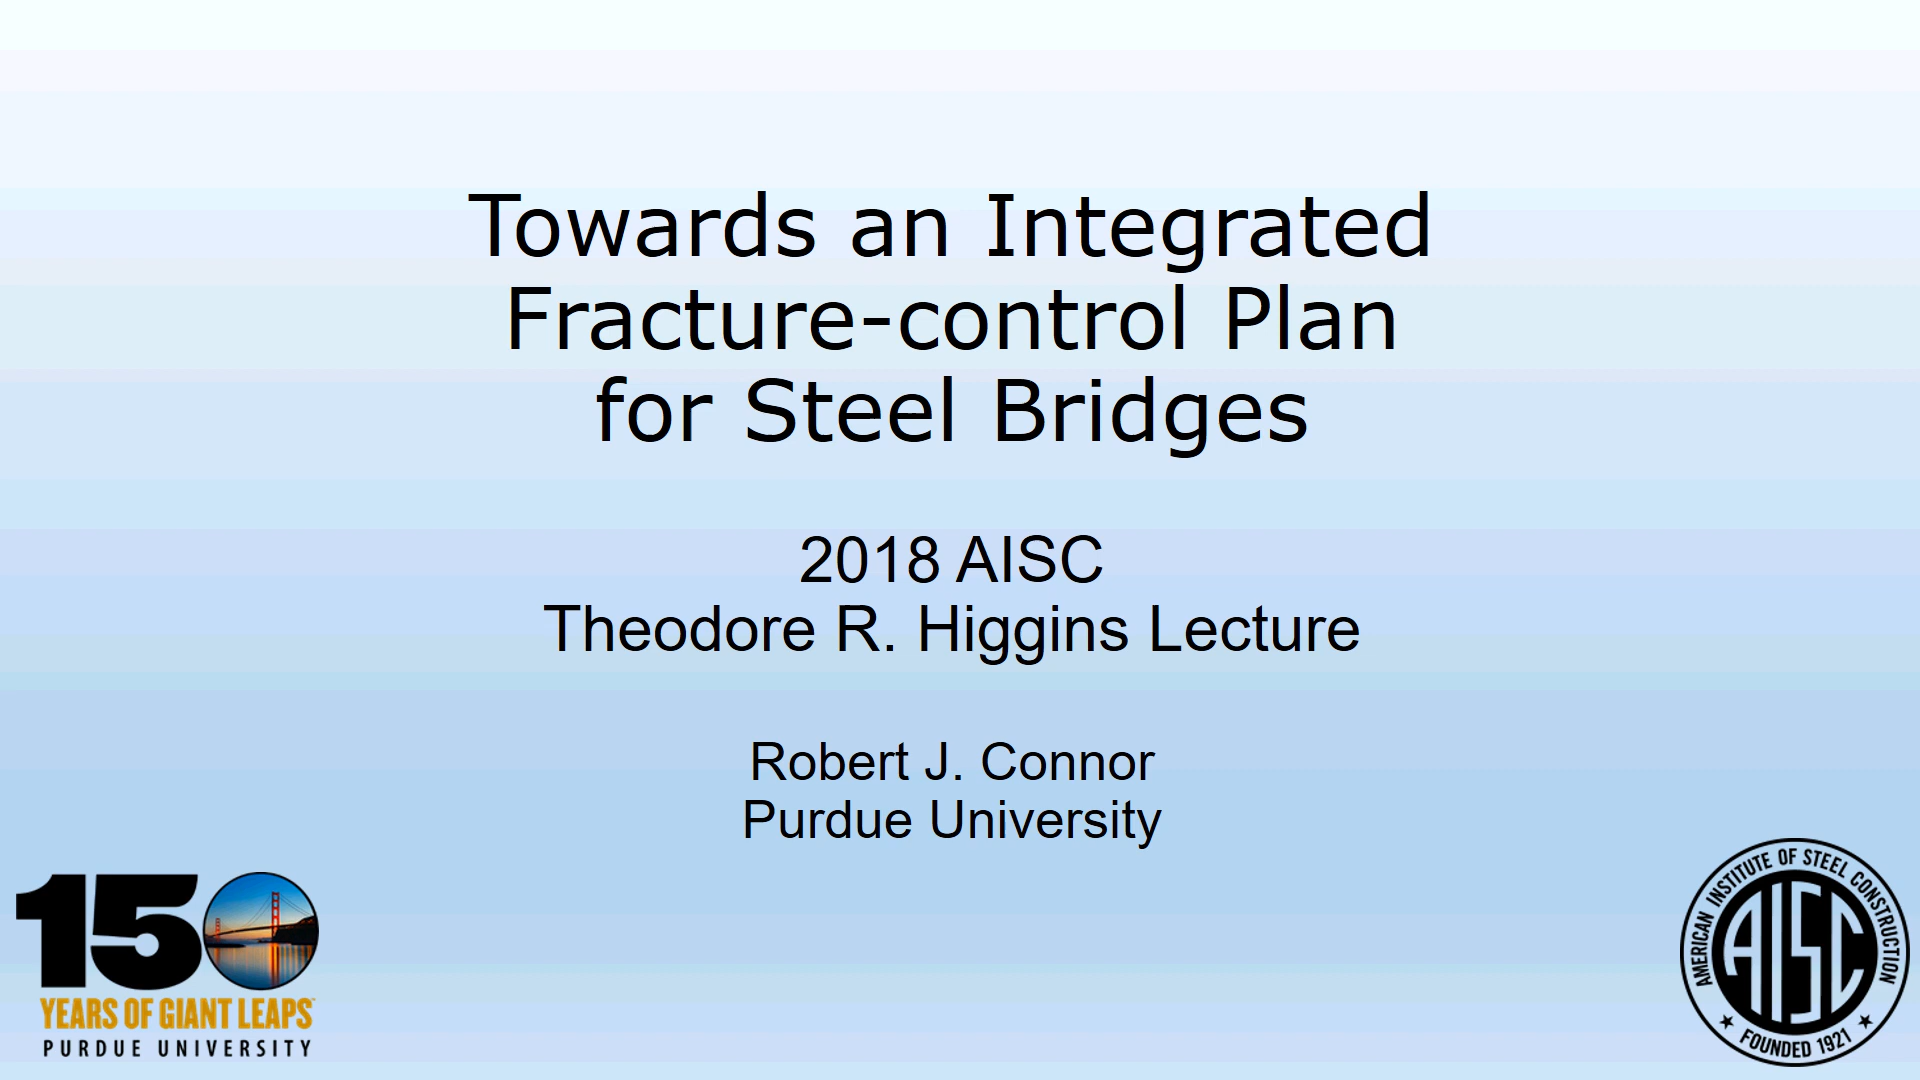 Towards an Integrated
Fracture-control Plan
for Steel Bridges
2018 AISC
Theodore R. Higgins Lecture
Robert J. Connor
Purdue University
150
YEARS OF GIANT LEAPS
PURDUE UNIVERSITY
AMERICAN INSTITUTE OF STEEL CONSTRUCTION
AISC
★ FOUNDED 1921 ★